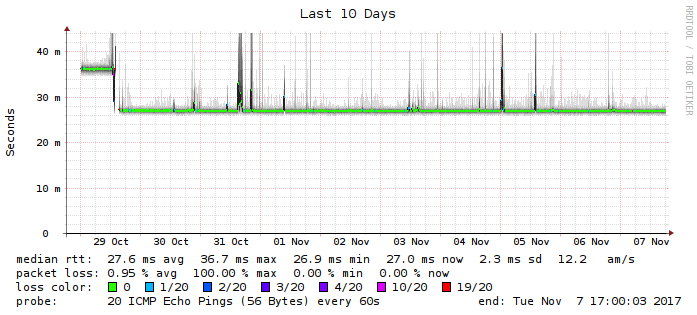 Last 10 Days
RRDTOOL / TOBI OETIKER
Seconds
40 m
30 m
20 m
10 m
0
29 Oct 30 Oct 31 Oct 01 Nov 02 Nov 03 Nov 04 Nov 05 Nov 06 Nov 07 Nov
median rtt: 27.6 ms avg 36.7 ms max 26.9 ms min 27.0 ms now 2.3 ms sd 12.2 am/s
packet loss: 0.95 % avg 100.00 % max 0.00 % min 0.00 % now
loss color: 0 1/20 2/20 3/20 4/20 10/20 19/20
probe: 20 ICMP Echo Pings (56 Bytes) every 60s end: Tue Nov 7 17:00:03 2017